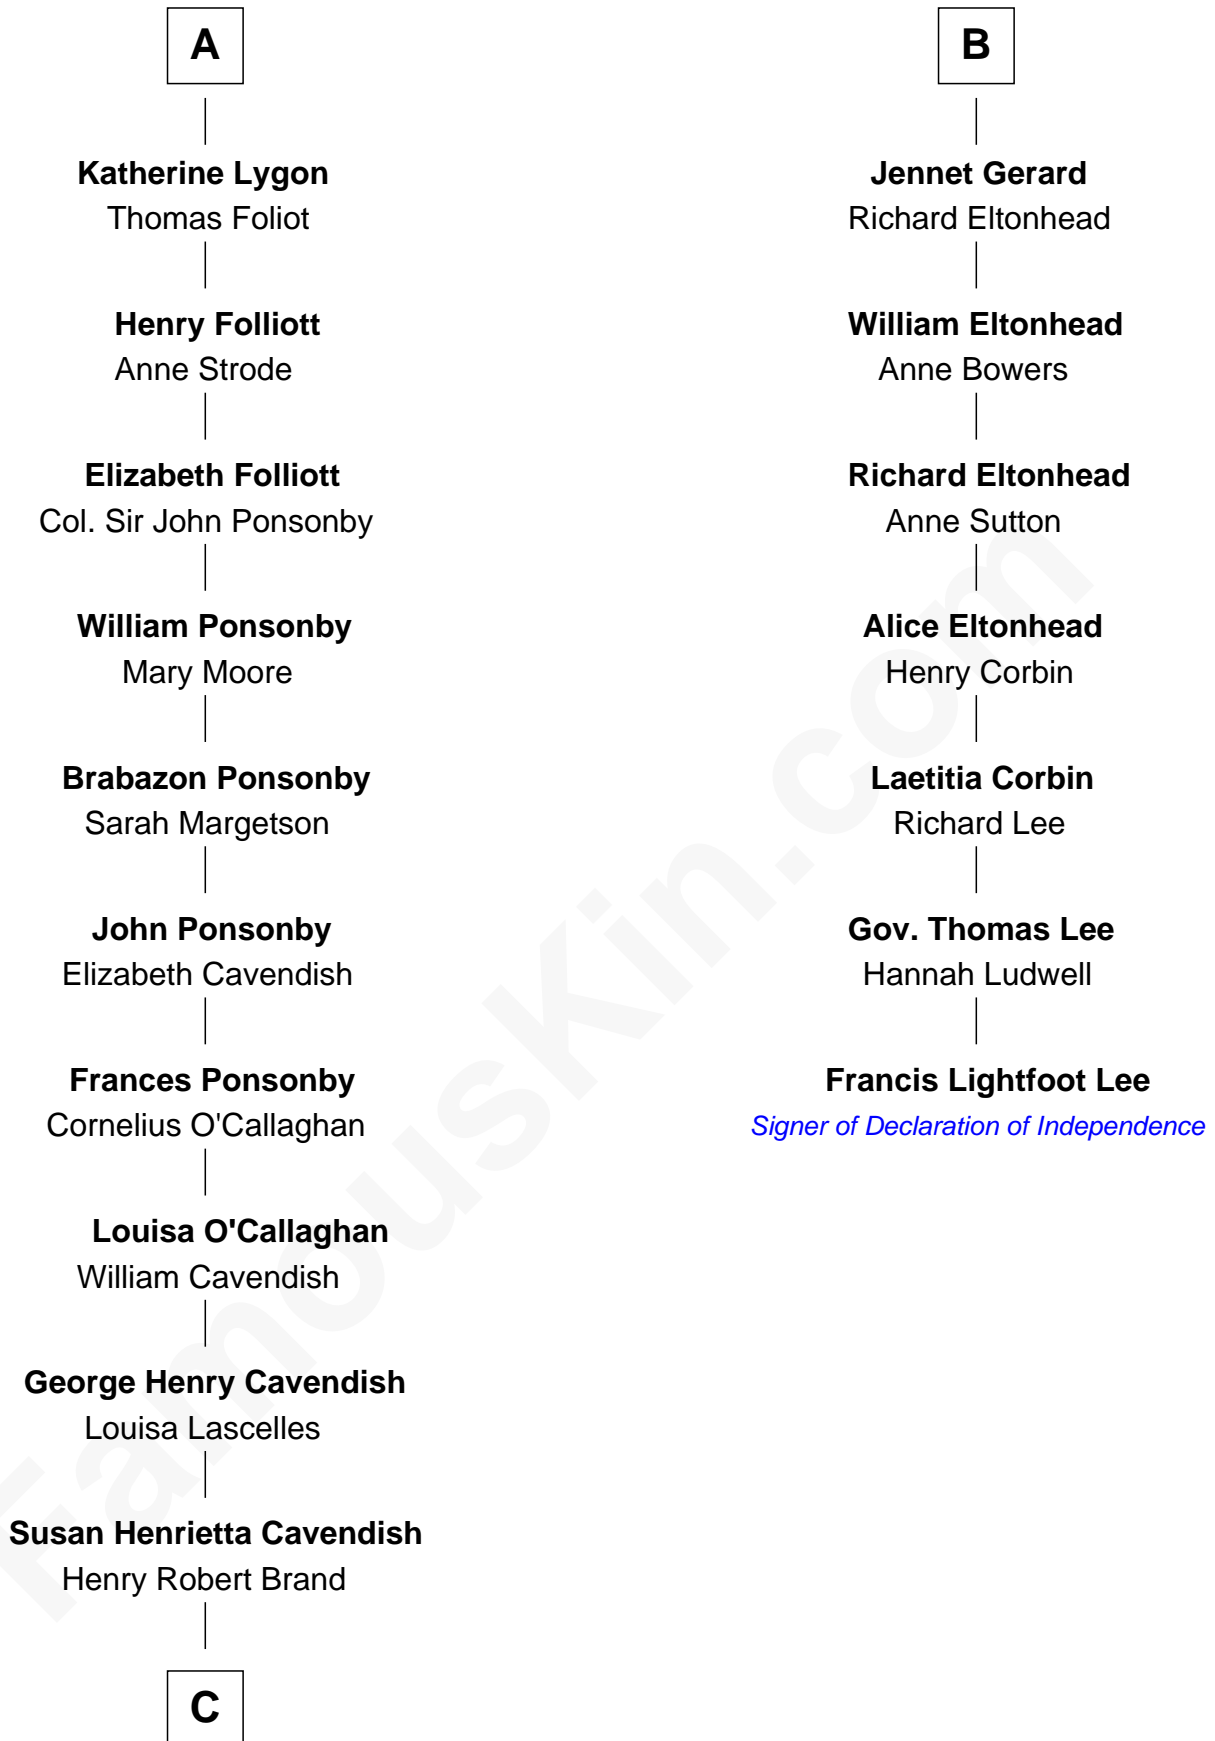 A
Katherine Lygon
Thomas Foliot
Henry Folliott
Anne Strode
Elizabeth Folliott
Col. Sir John Ponsonby
William Ponsonby
Mary Moore
Brabazon Ponsonby
Sarah Margetson
John Ponsonby
Elizabeth Cavendish
Frances Ponsonby
Cornelius O'Callaghan
Louisa O'Callaghan
William Cavendish
George Henry Cavendish
Louisa Lascelles
Susan Henrietta Cavendish
Henry Robert Brand
C
B
Jennet Gerard
Richard Eltonhead
William Eltonhead
Anne Bowers
Richard Eltonhead
Anne Sutton
Alice Eltonhead
Henry Corbin
Laetitia Corbin
Richard Lee
Gov. Thomas Lee
Hannah Ludwell
Francis Lightfoot Lee
Signer of Declaration of Independence
FamousKin.com